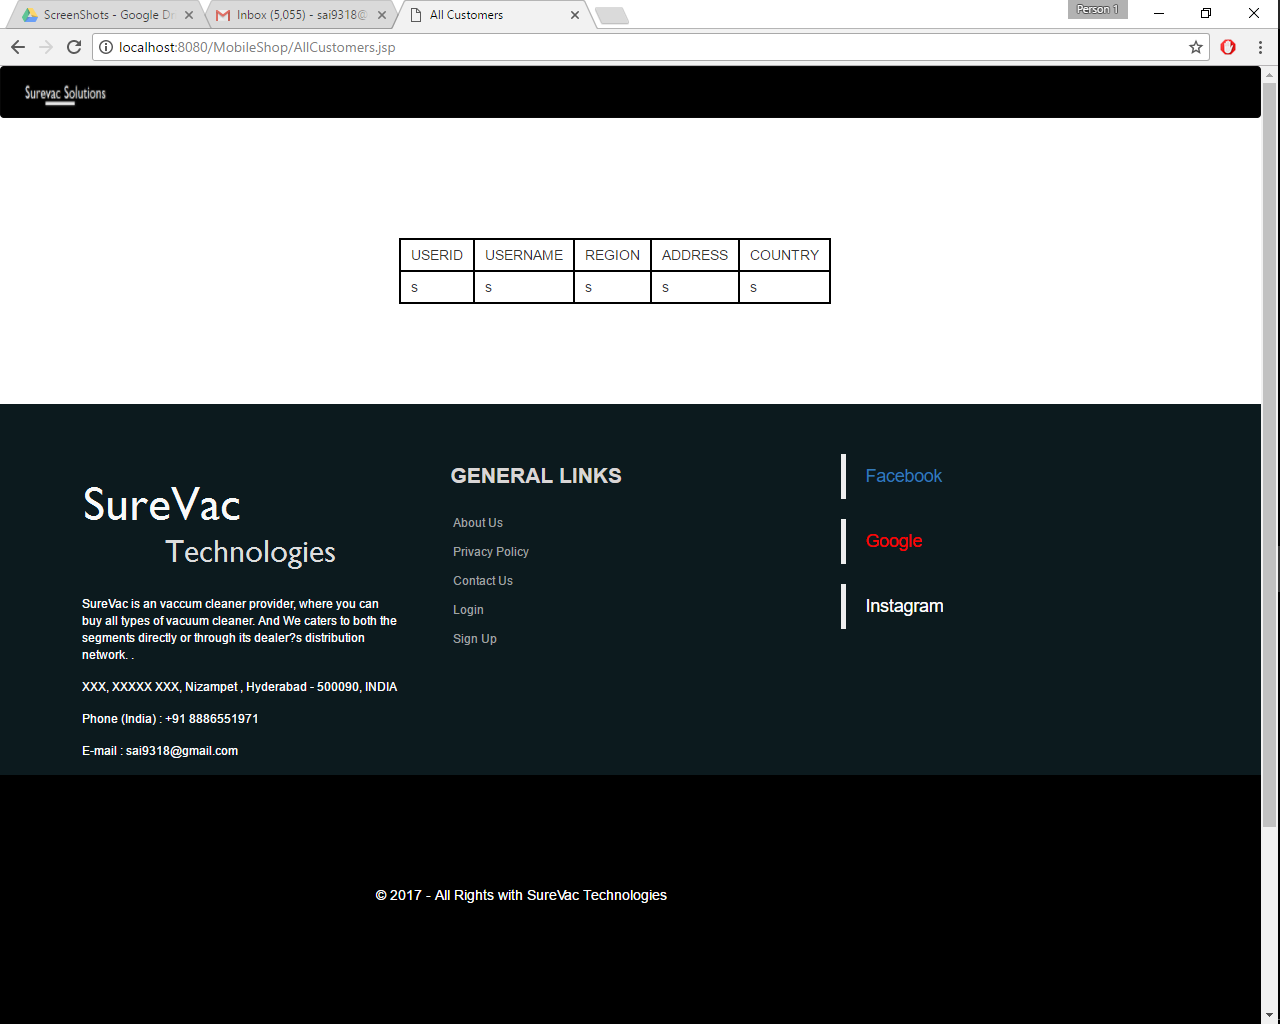 ScreenShots - Google Dr
Inbox (5,055) - sai9318@
All Customers
Person 1
localhost:8080/MobileShop/AllCustomers.jsp
Surevac Solutions
USERID USERNAME REGION ADDRESS COUNTRY
s s s s s
SureVac
Technologies
SureVac is an vaccum cleaner provider, where you can
buy all types of vacuum cleaner. And We caters to both the
segments directly or through its dealer?s distribution
network. .
XXX, XXXXX XXX, Nizampet , Hyderabad - 500090, INDIA
Phone (India) : +91 8886551971
E-mail : sai9318@gmail.com
GENERAL LINKS
About Us
Privacy Policy
Contact Us
Login
Sign Up
Facebook
Google
Instagram
© 2017 - All Rights with SureVac Technologies